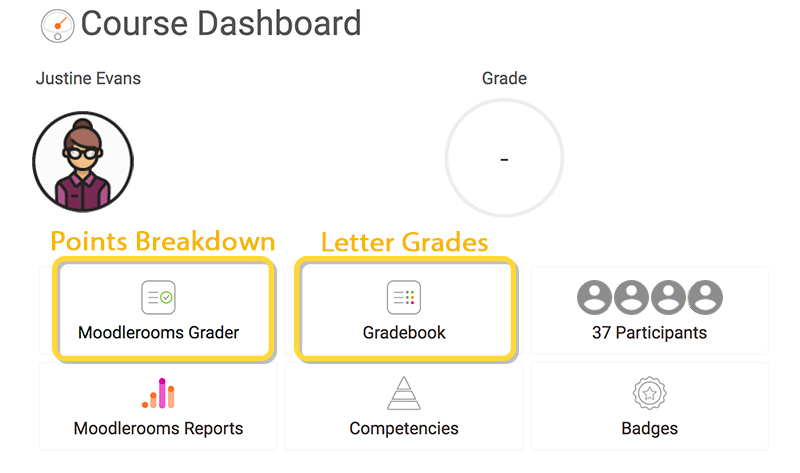 Course Dashboard
Justine Evans
Grade
-
Points Breakdown
Letter Grades
Moodlerooms Grader
Gradebook
37 Participants
Moodlerooms Reports
Competencies
Badges